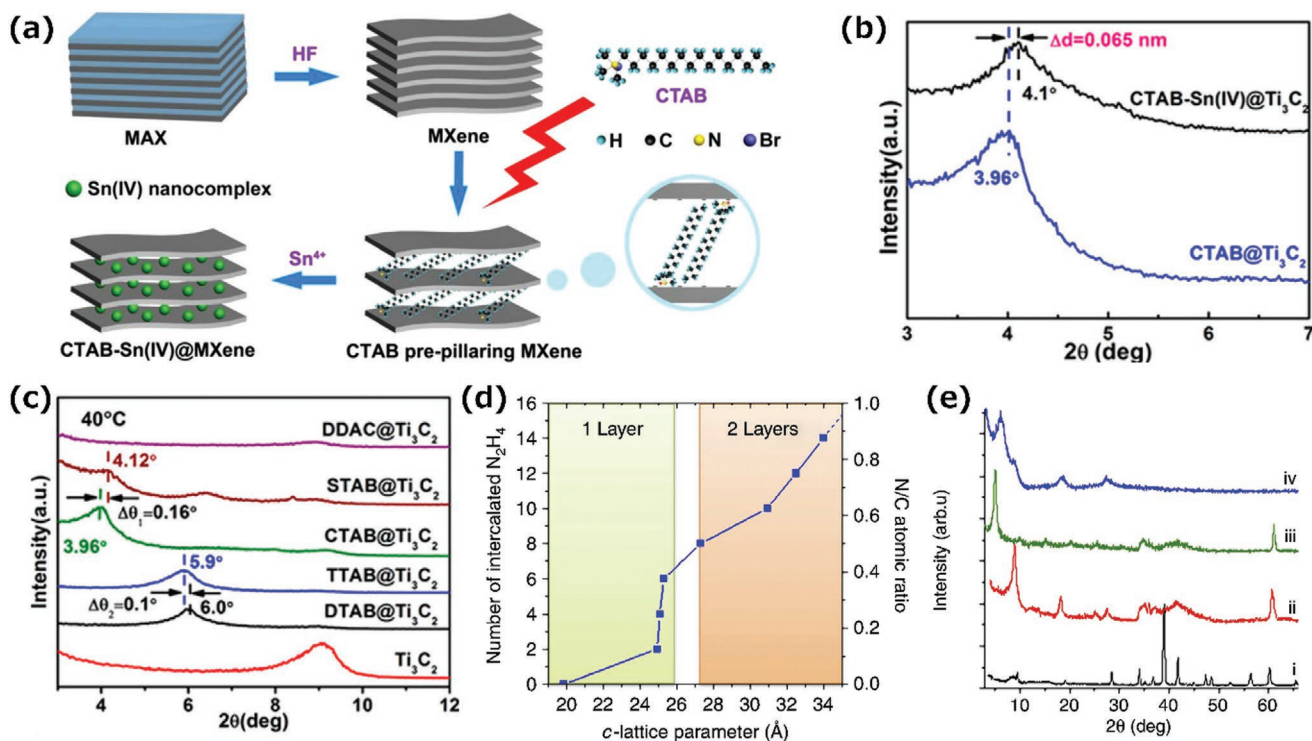 (a)
HF
MAX
MXene
CTAB
H C N Br
Sn(IV) nanocomplex
Sn⁴⁺
CTAB-Sn(IV)@MXene
CTAB pre-pillaring MXene
(b)
Δd=0.065 nm
4.1°
CTAB-Sn(IV)@Ti₃C₂
3.96°
CTAB@Ti₃C₂
Intensity(a.u.)
3 4 5 6 7
2θ (deg)
(c)
40°C
DDAC@Ti₃C₂
4.12°
STAB@Ti₃C₂
Δθ₁=0.16°
CTAB@Ti₃C₂
3.96°
5.9°
TTAB@Ti₃C₂
Δθ₂=0.1°
6.0°
DTAB@Ti₃C₂
Ti₃C₂
Intensity(a.u.)
4 6 8 10 12
2θ(deg)
(d)
16
14
12
10
8
6
4
2
0
Number of intercalated N₂H₄
1 Layer
2 Layers
1.0
0.8
0.6
0.4
0.2
0.0
N/C atomic ratio
20 22 24 26 28 30 32 34
c-lattice parameter (Å)
(e)
Intensity (arb.u)
iv
iii
ii
i
10 20 30 40 50 60
2θ (deg)